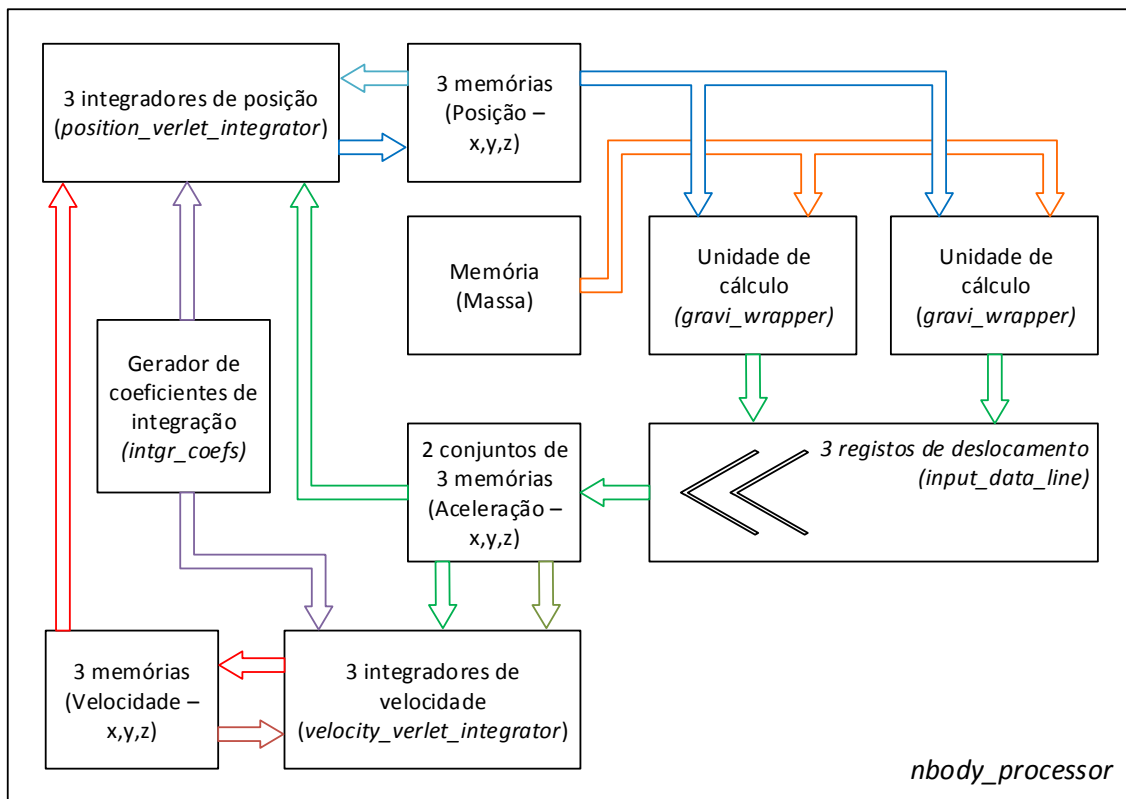 3 integradores de posição
(position_verlet_integrator)
3 memórias
(Posição –
x,y,z)
Memória
(Massa)
Unidade de
cálculo
(gravi_wrapper)
Unidade de
cálculo
(gravi_wrapper)
Gerador de
coeficientes de
integração
(intgr_coefs)
2 conjuntos de
3 memórias
(Aceleração –
x,y,z)
3 registos de deslocamento
(input_data_line)
3 memórias
(Velocidade –
x,y,z)
3 integradores de
velocidade
(velocity_verlet_integrator)
nbody_processor